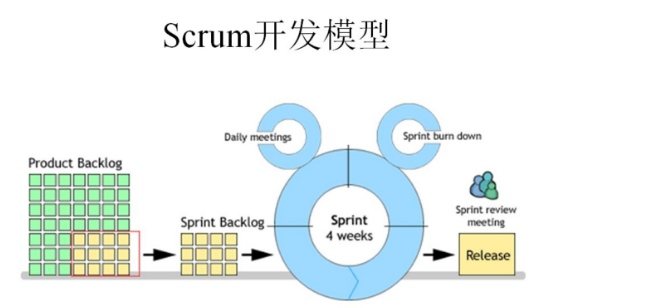 Scrum开发模型
Daily meetings
Sprint burn down
Product Backlog
Sprint Backlog
Sprint
4 weeks
Sprint review
meeting
Release